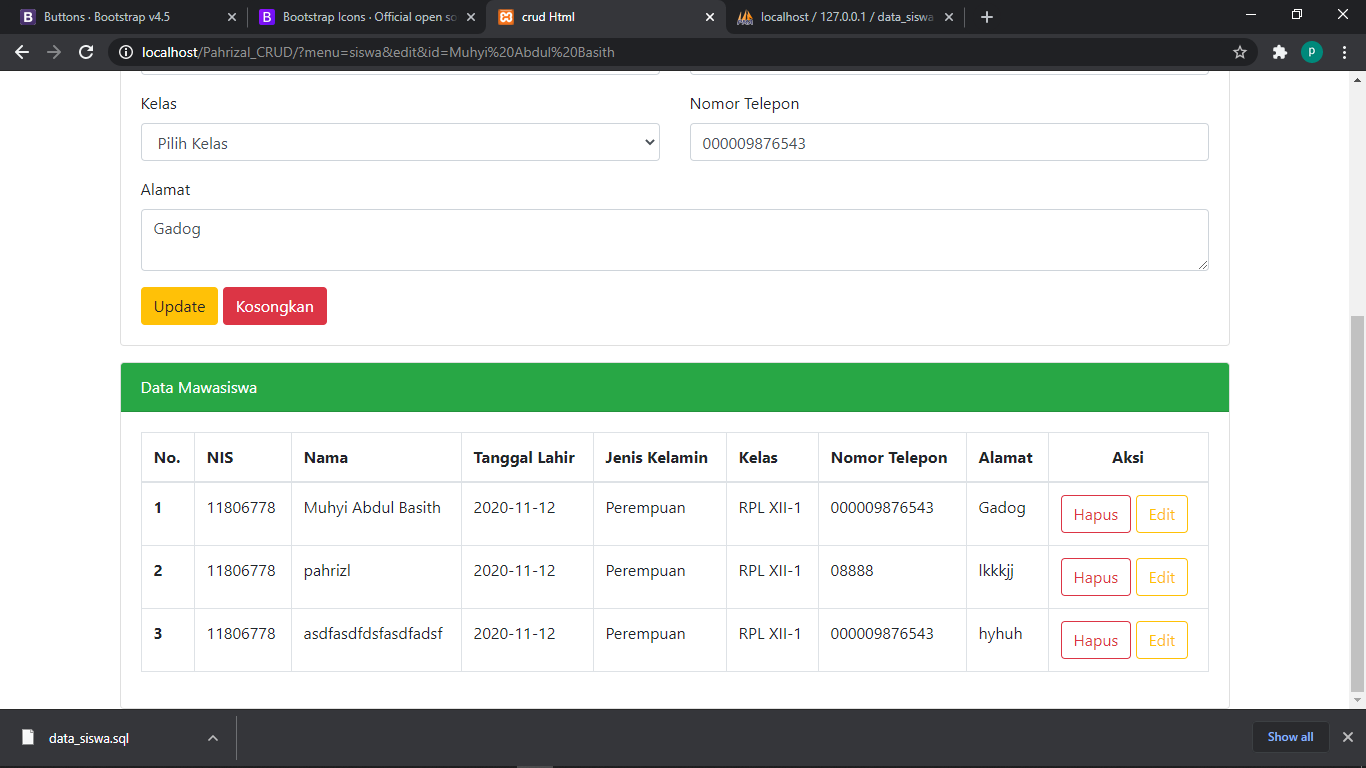 Buttons · Bootstrap v4.5
Bootstrap Icons · Official open so
crud Html
localhost / 127.0.0.1 / data_siswa
localhost/Pahrizal_CRUD/?menu=siswa&edit&id=Muhyi%20Abdul%20Basith
p
Kelas
Nomor Telepon
Pilih Kelas
000009876543
Alamat
Gadog
Update Kosongkan
Data Mawasiswa
No. NIS Nama Tanggal Lahir Jenis Kelamin Kelas Nomor Telepon Alamat Aksi
1 11806778 Muhyi Abdul Basith 2020-11-12 Perempuan RPL XII-1 000009876543 Gadog Hapus Edit
2 11806778 pahrizl 2020-11-12 Perempuan RPL XII-1 08888 lkkkjj Hapus Edit
3 11806778 asdfasdfdsfasdfadsf 2020-11-12 Perempuan RPL XII-1 000009876543 hyhuh Hapus Edit
data_siswa.sql
Show all